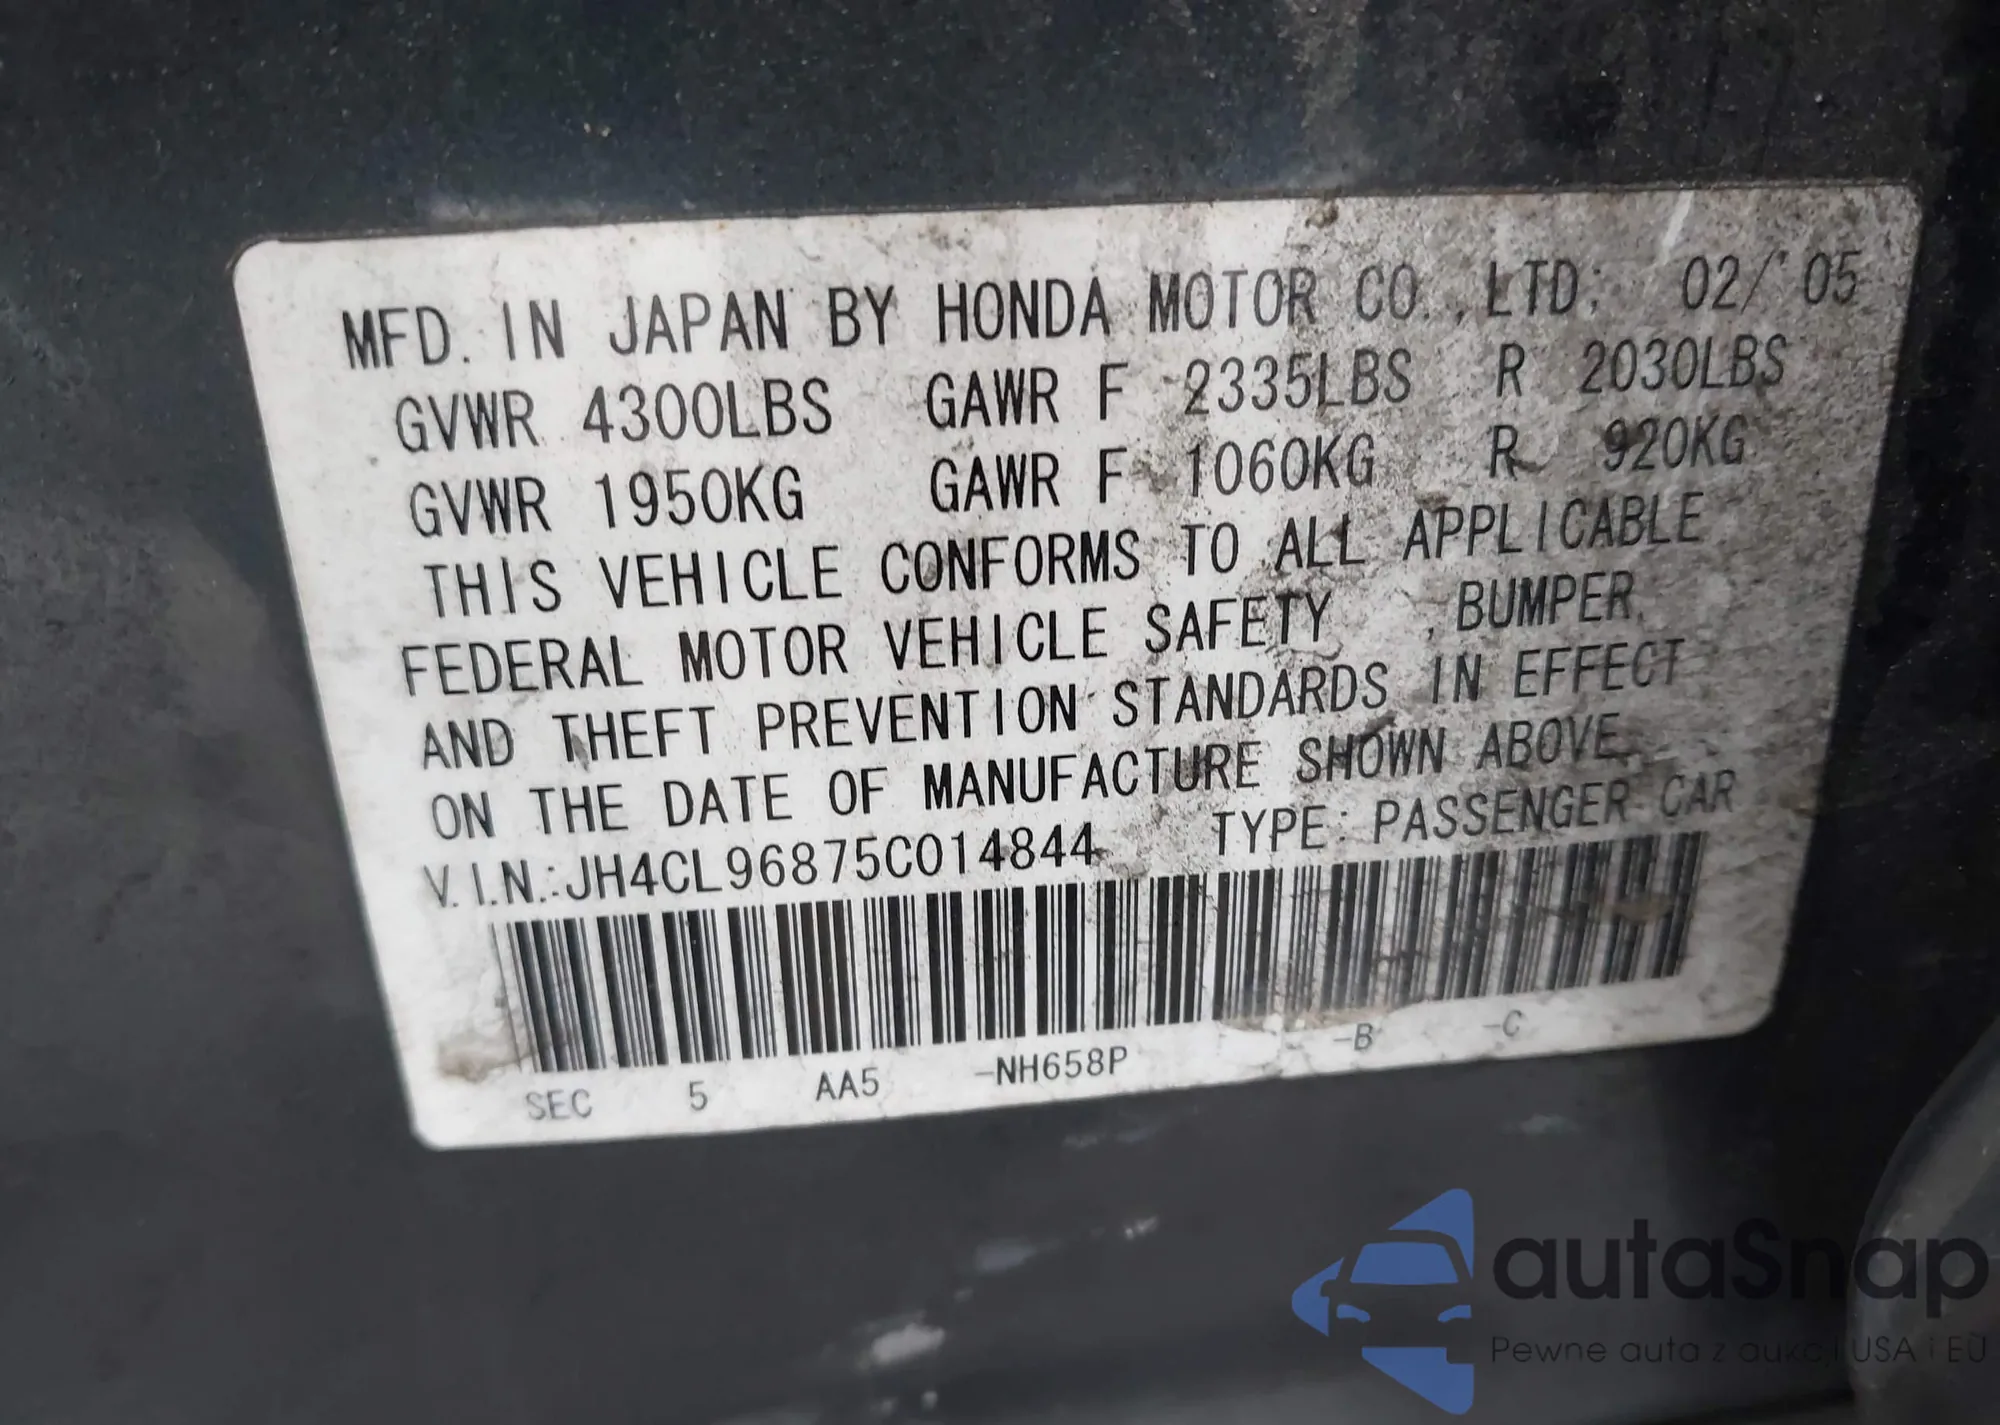 MFD. IN JAPAN BY HONDA MOTOR CO., LTD. 02/'05
GVWR 4300LBS GAWR F 2335LBS R 2030LBS
GVWR 1950KG GAWR F 1060KG R 920KG
THIS VEHICLE CONFORMS TO ALL APPLICABLE
FEDERAL MOTOR VEHICLE SAFETY , BUMPER,
AND THEFT PREVENTION STANDARDS IN EFFECT
ON THE DATE OF MANUFACTURE SHOWN ABOVE.
V.I.N.:JH4CL96875C014844 TYPE: PASSENGER CAR
SEC 5 AA5 -NH658P -B -C
autaSnap
Pewne auta z aukcji USA i EU